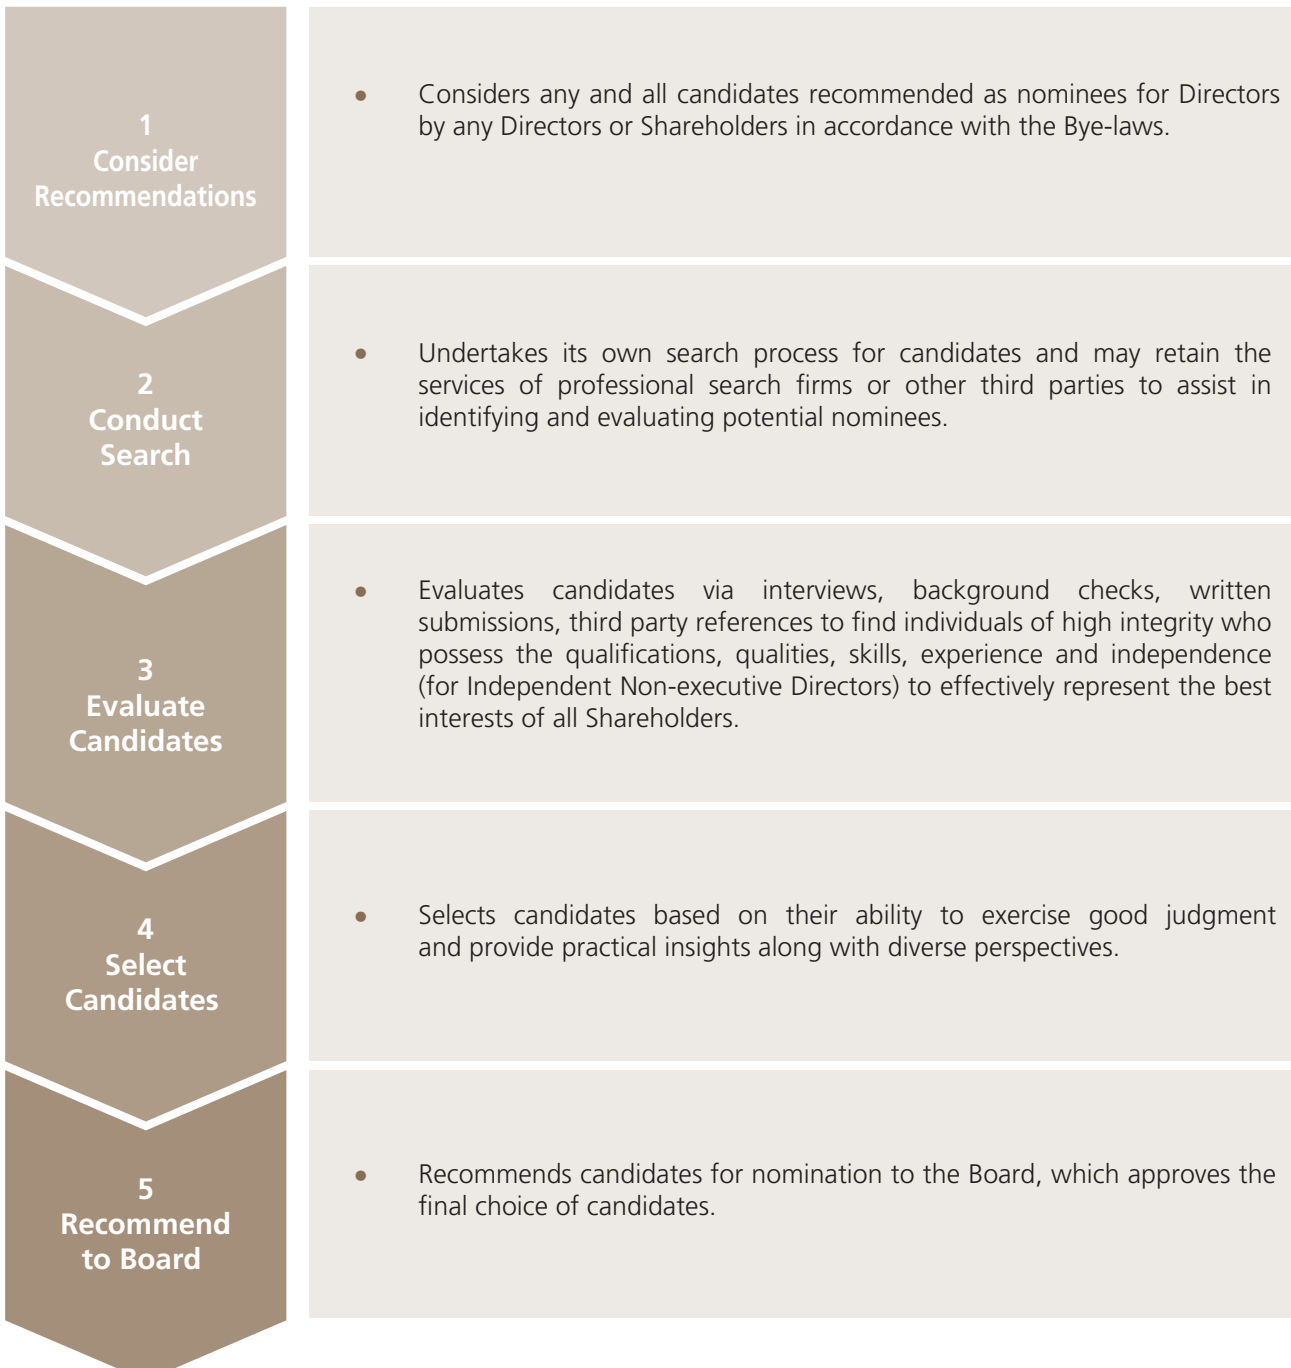 1
Consider
Recommendations
• Considers any and all candidates recommended as nominees for Directors
by any Directors or Shareholders in accordance with the Bye-laws.
2
Conduct
Search
• Undertakes its own search process for candidates and may retain the
services of professional search firms or other third parties to assist in
identifying and evaluating potential nominees.
3
Evaluate
Candidates
• Evaluates candidates via interviews, background checks, written
submissions, third party references to find individuals of high integrity who
possess the qualifications, qualities, skills, experience and independence
(for Independent Non-executive Directors) to effectively represent the best
interests of all Shareholders.
4
Select
Candidates
• Selects candidates based on their ability to exercise good judgment
and provide practical insights along with diverse perspectives.
5
Recommend
to Board
• Recommends candidates for nomination to the Board, which approves the
final choice of candidates.